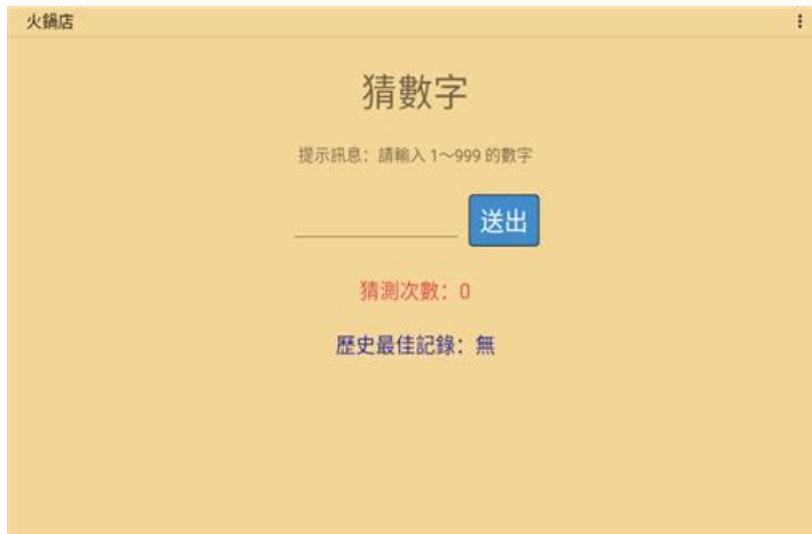 火鍋店
猜數字
提示訊息：請輸入 1～999 的數字
送出
猜測次數：0
歷史最佳記錄：無